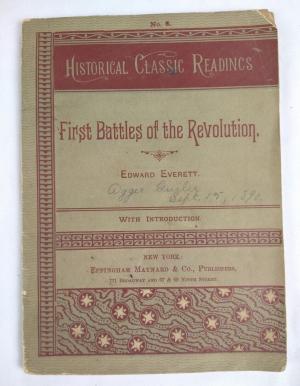 No. 8.
HISTORICAL CLASSIC READINGS
First Battles of the Revolution.
EDWARD EVERETT.
Sept 15, 1890.
WITH INTRODUCTION
NEW YORK:
EFFINGHAM MAYNARD & CO., PUBLISHERS,
771 BROADWAY AND 67 & 69 NINTH STREET.